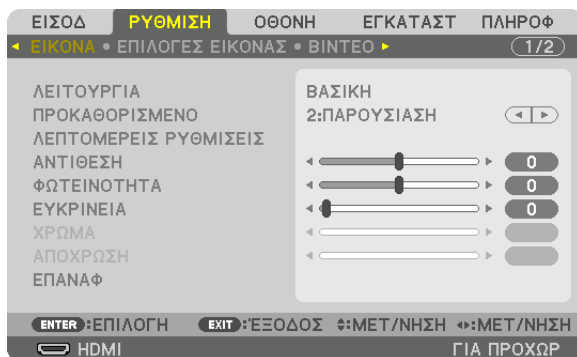 ΕΙΣΟΔ ΡΥΘΜΙΣΗ ΟΘΟΝΗ ΕΓΚΑΤΑΣΤ ΠΛΗΡΟΦ
ΕΙΚΟΝΑ • ΕΠΙΛΟΓΕΣ ΕΙΚΟΝΑΣ • ΒΙΝΤΕΟ 1/2
ΛΕΙΤΟΥΡΓΙΑ ΒΑΣΙΚΗ
ΠΡΟΚΑΘΟΡΙΣΜΕΝΟ 2:ΠΑΡΟΥΣΙΑΣΗ
ΛΕΠΤΟΜΕΡΕΙΣ ΡΥΘΜΙΣΕΙΣ
ΑΝΤΙΘΕΣΗ 0
ΦΩΤΕΙΝΟΤΗΤΑ 0
ΕΥΚΡΙΝΕΙΑ 0
ΧΡΩΜΑ
ΑΠΟΧΡΩΣΗ
ΕΠΑΝΑΦ
ENTER :ΕΠΙΛΟΓΗ EXIT :ΈΞΟΔΟΣ :ΜΕΤ/ΝΗΣΗ :ΜΕΤ/ΝΗΣΗ
HDMI ΓΙΑ ΠΡΟΧΩΡ